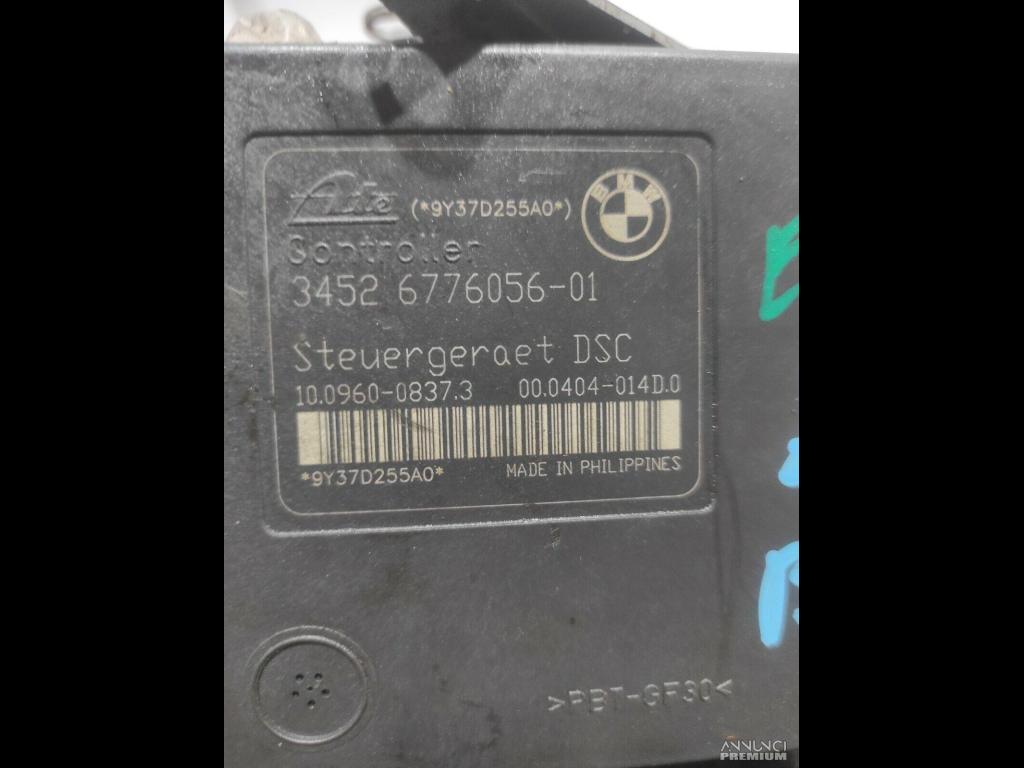 Ate (*9Y37D255A0*) BMW
Controller
3452 6776056-01
Steuergeraet DSC
10.0960-0837.3 00.0404-014D.0
*9Y37D255A0* MADE IN PHILIPPINES
>PBT-GF30<
ANNUNCI
PREMIUM